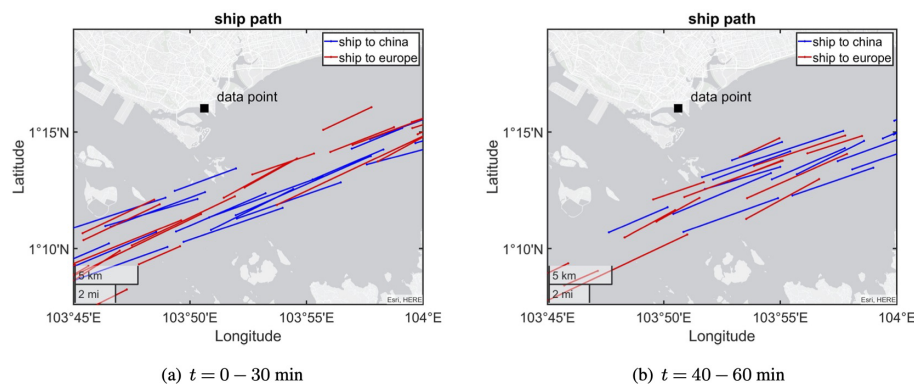 ship path
ship to china
ship to europe
data point
1°15'N
1°10'N
Latitude
5 km
2 mi
Esri, HERE
103°45'E
103°50'E
103°55'E
104°E
Longitude
(a) t = 0 − 30 min
ship path
ship to china
ship to europe
data point
1°15'N
1°10'N
Latitude
5 km
2 mi
Esri, HERE
103°45'E
103°50'E
103°55'E
104°E
Longitude
(b) t = 40 − 60 min